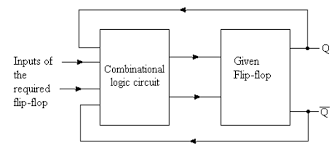 Inputs of
the
required
flip-flop
Combinational
logic circuit
Given
Flip-flop
Q
Q̅